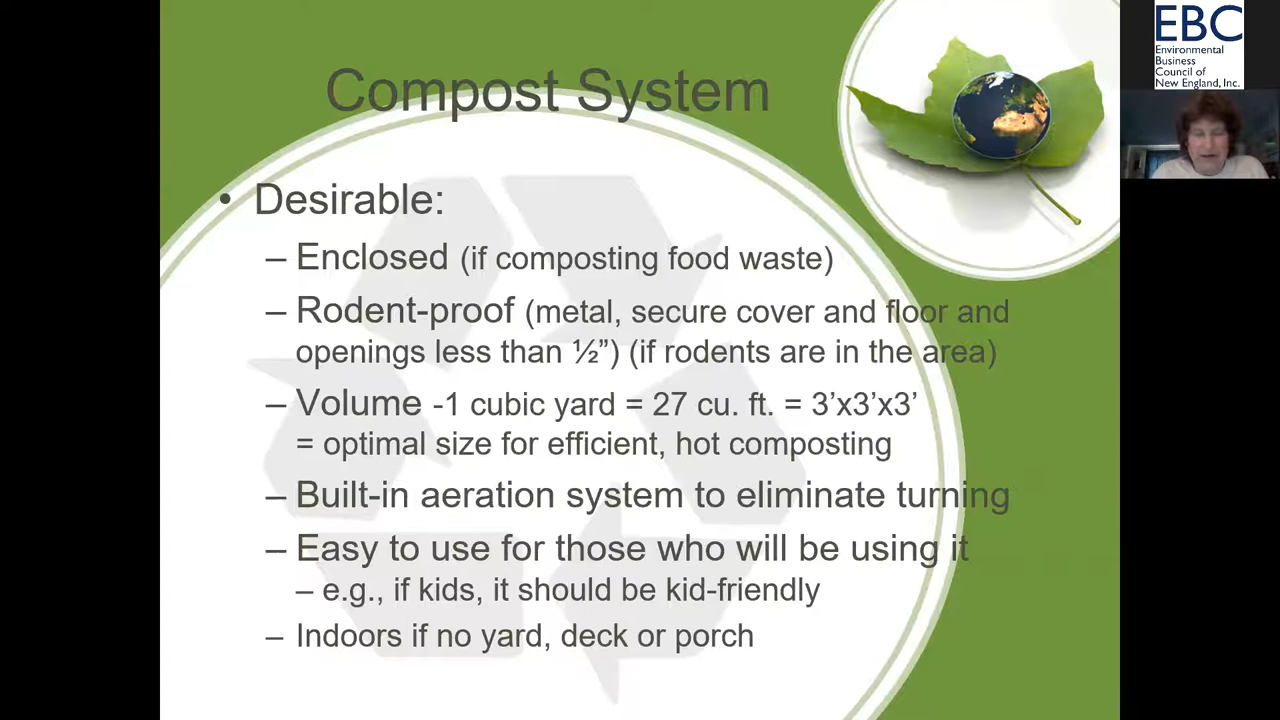 Compost System
• Desirable:
– Enclosed (if composting food waste)
– Rodent-proof (metal, secure cover and floor and
openings less than ½”) (if rodents are in the area)
– Volume -1 cubic yard = 27 cu. ft. = 3’x3’x3’
= optimal size for efficient, hot composting
– Built-in aeration system to eliminate turning
– Easy to use for those who will be using it
– e.g., if kids, it should be kid-friendly
– Indoors if no yard, deck or porch
EBC
Environmental
Business
Council of
New England, Inc.